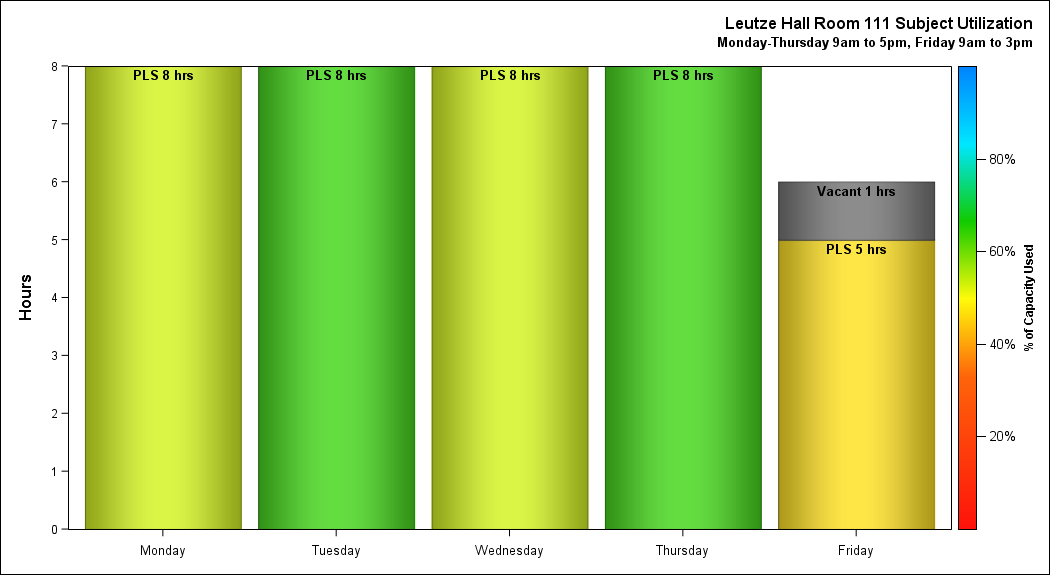 Leutze Hall Room 111 Subject Utilization
Monday-Thursday 9am to 5pm, Friday 9am to 3pm
Hours
8
7
6
5
4
3
2
1
0
PLS 8 hrs
PLS 8 hrs
PLS 8 hrs
PLS 8 hrs
Vacant 1 hrs
PLS 5 hrs
Monday
Tuesday
Wednesday
Thursday
Friday
80%
60%
40%
20%
% of Capacity Used